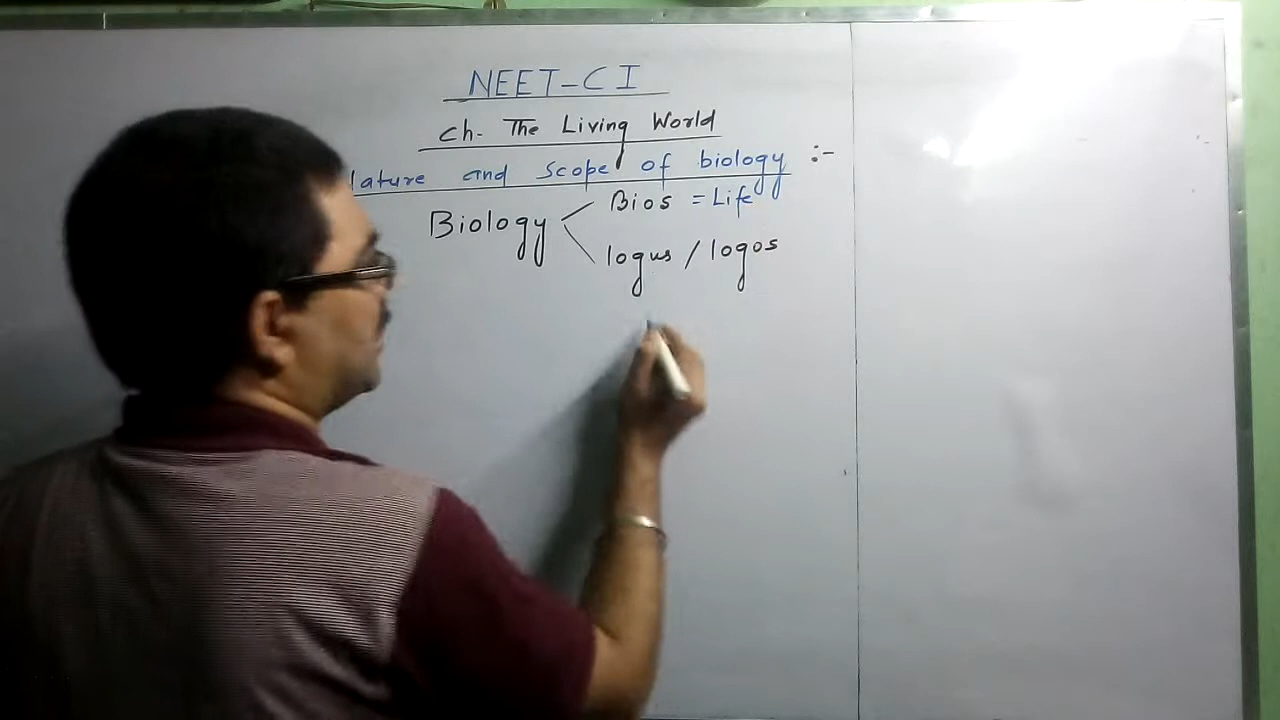 NEET-CI
Ch. The Living World
lature and scope of biology :-
Biology Bios = Life
logus / logos